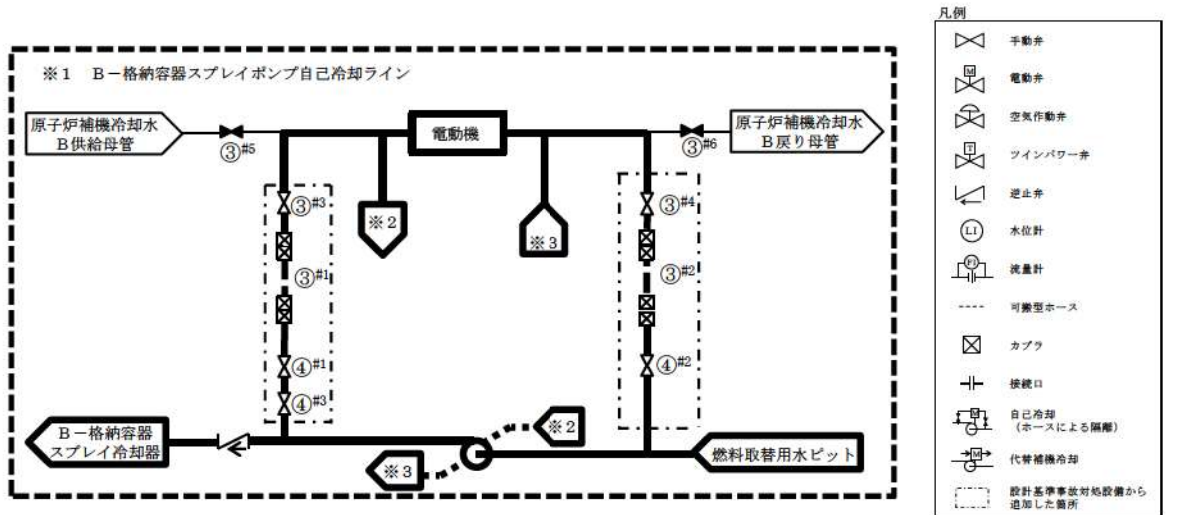 ※1 B-格納容器スプレイポンプ自己冷却ライン
原子炉補機冷却水
B供給母管
③#5
電動機
③#6
原子炉補機冷却水
B戻り母管
③#3
※2
※3
③#4
③#1
③#2
④#1
④#2
④#3
B-格納容器
スプレイ冷却器
※2
※3
燃料取替用水ピット
凡例
手動弁
M
電動弁
空気作動弁
T
ツインパワー弁
逆止弁
LI
水位計
FI
流量計
可搬型ホース
カプラ
接続口
M
自己冷却
(ホースによる隔離)
M
代替補機冷却
設計基準事故対処設備から
追加した箇所